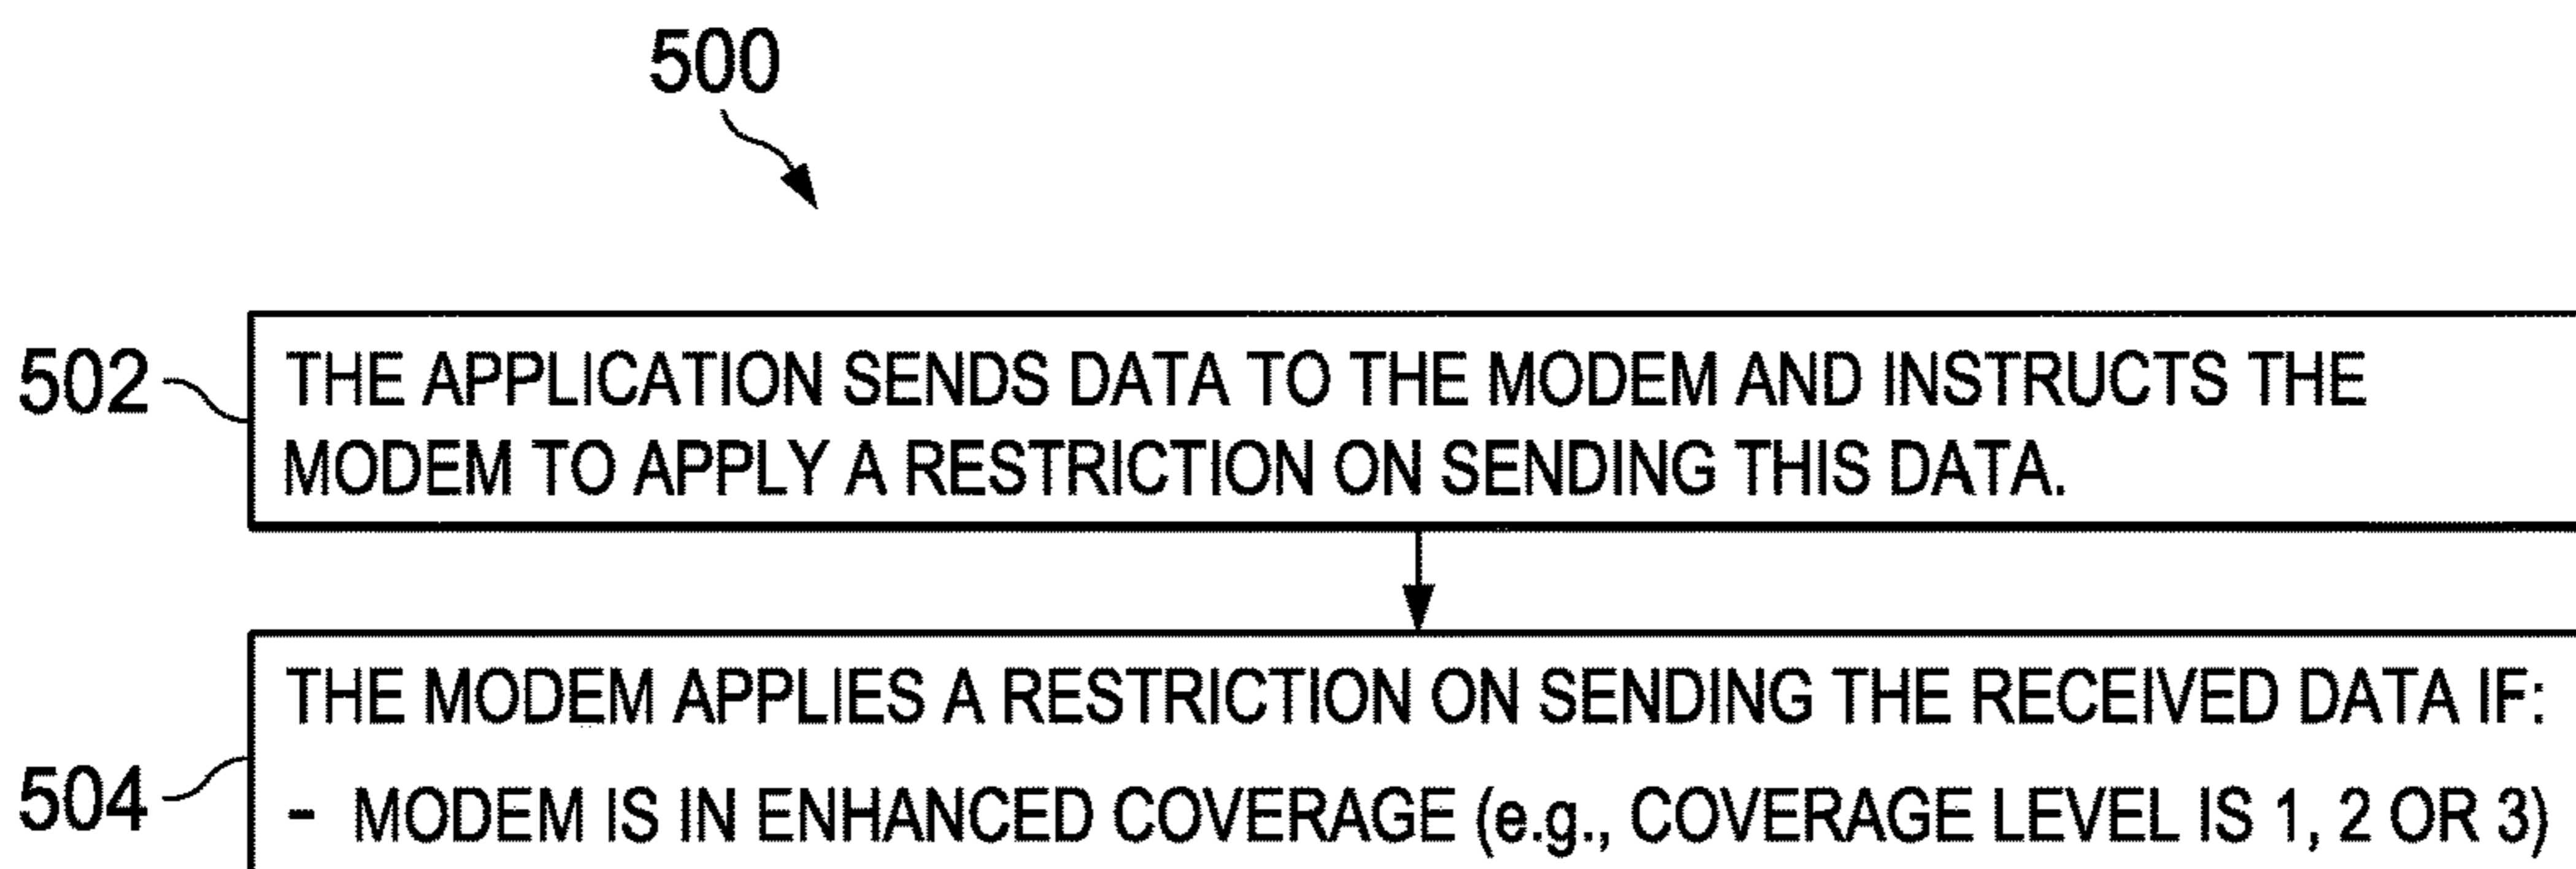 500
502
THE APPLICATION SENDS DATA TO THE MODEM AND INSTRUCTS THE
MODEM TO APPLY A RESTRICTION ON SENDING THIS DATA.
504
THE MODEM APPLIES A RESTRICTION ON SENDING THE RECEIVED DATA IF:
- MODEM IS IN ENHANCED COVERAGE (e.g., COVERAGE LEVEL IS 1, 2 OR 3)